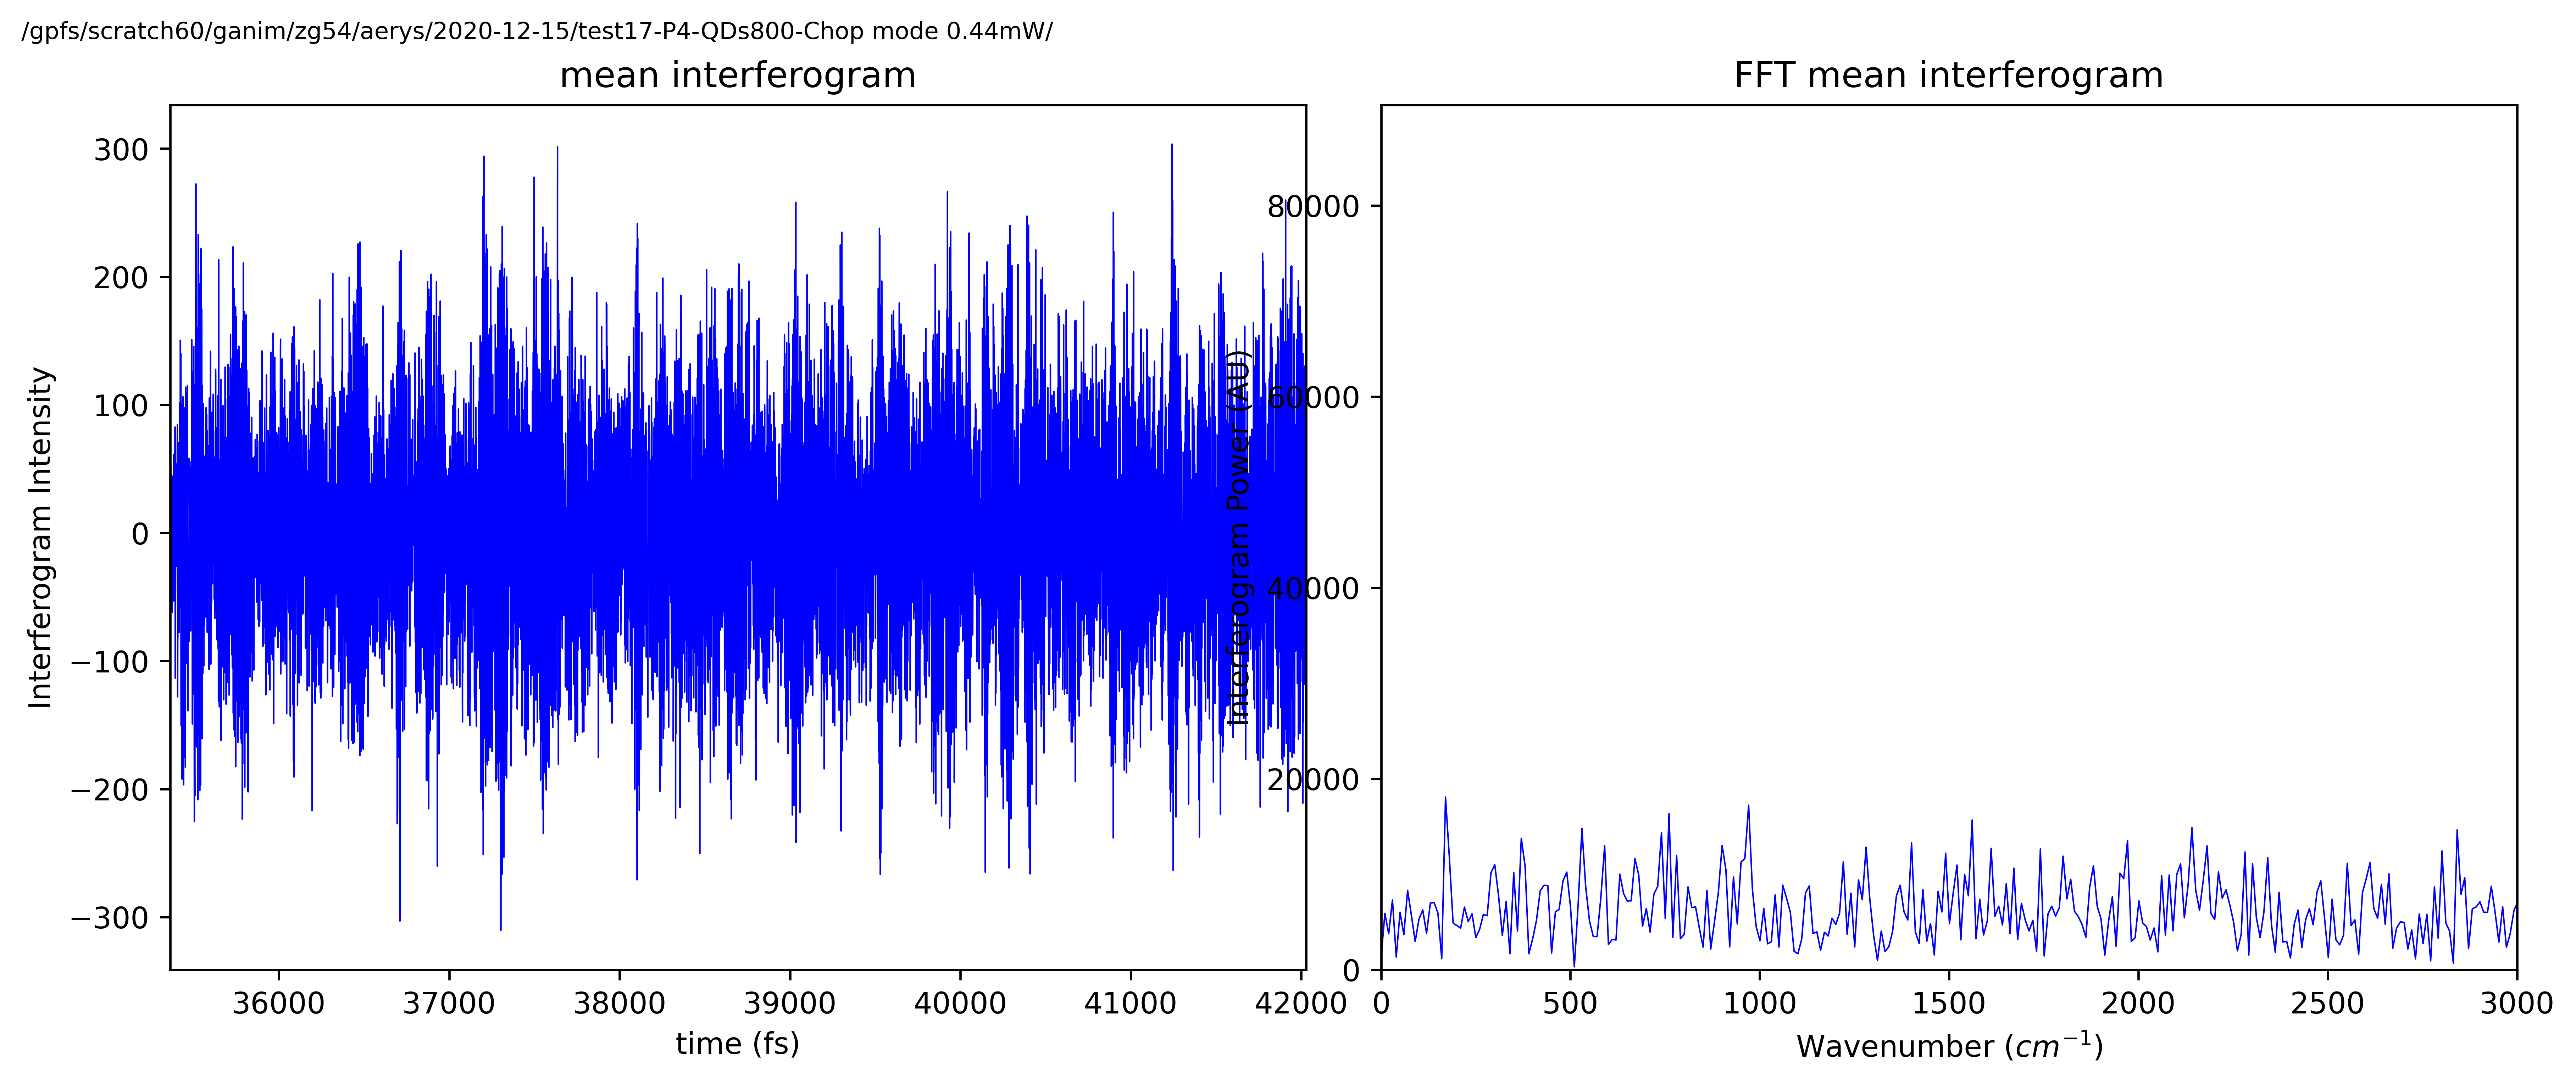 /gpfs/scratch60/ganim/zg54/aerys/2020-12-15/test17-P4-QDs800-Chop mode 0.44mW/
mean interferogram
300
200
100
0
−100
−200
−300
Interferogram Intensity
36000 37000 38000 39000 40000 41000 42000
time (fs)
FFT mean interferogram
80000
60000
40000
20000
0
Interferogram Power (AU)
0 500 1000 1500 2000 2500 3000
Wavenumber (cm⁻¹)